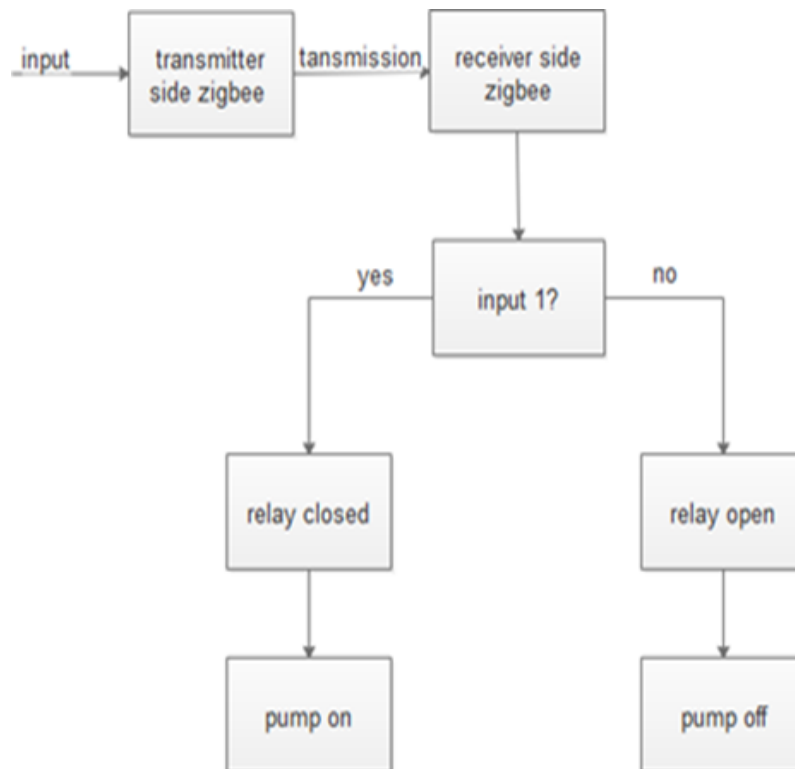 input
transmitter
side zigbee
tansmission
receiver side
zigbee
yes
input 1?
no
relay closed
relay open
pump on
pump off